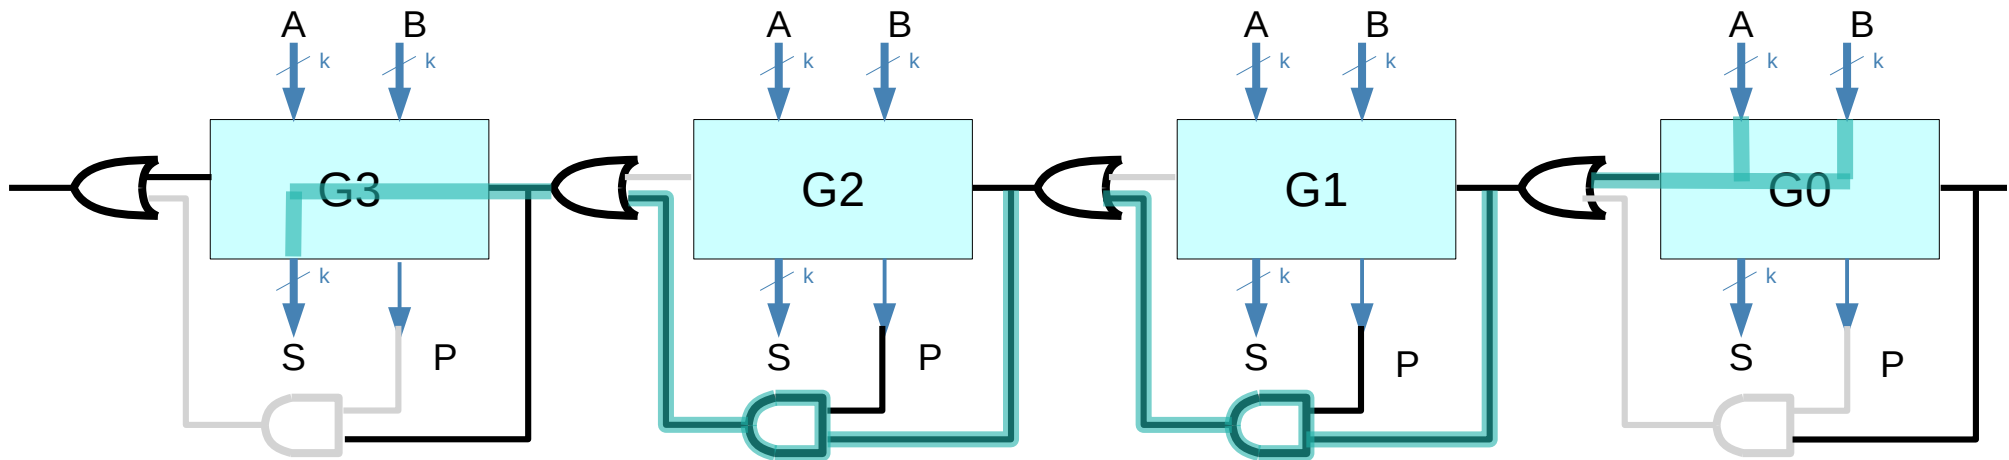 A B A B A B A B
k k k k k k k k
G3 G2 G1 G0
k k k k
S P S P S P S P